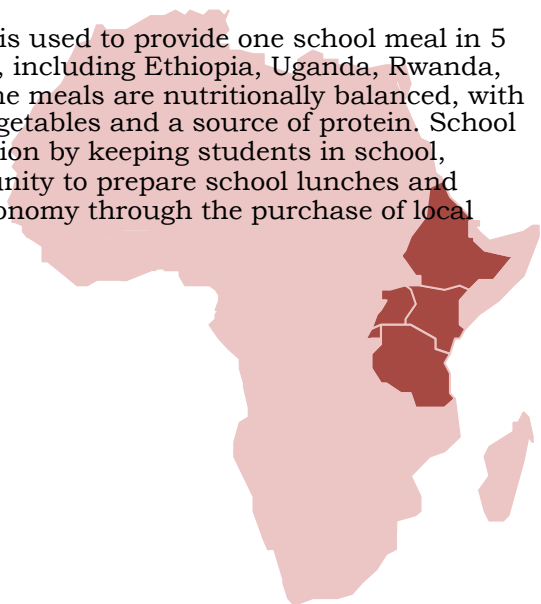 is used to provide one school meal in 5
, including Ethiopia, Uganda, Rwanda,
ne meals are nutritionally balanced, with
getables and a source of protein. School
ion by keeping students in school,
unity to prepare school lunches and
onomy through the purchase of local